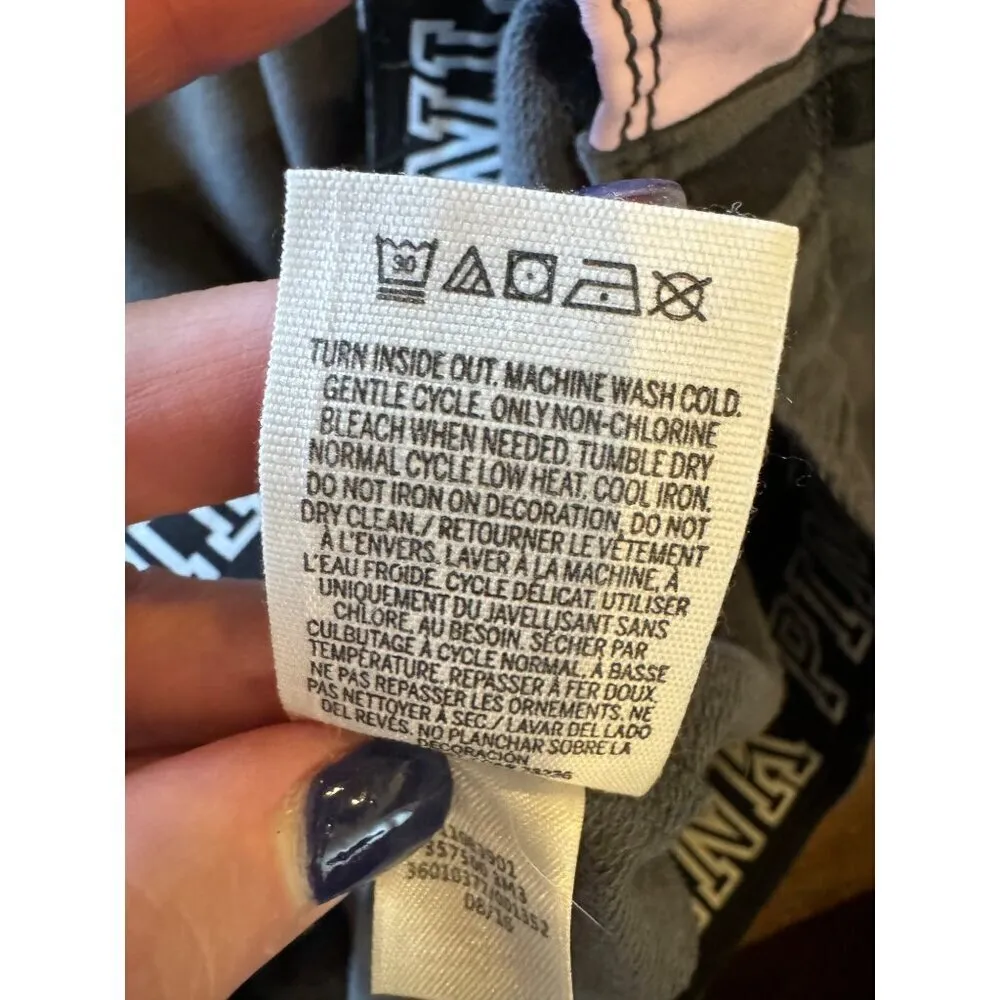 30
TURN INSIDE OUT. MACHINE WASH COLD.
GENTLE CYCLE. ONLY NON-CHLORINE
BLEACH WHEN NEEDED. TUMBLE DRY
NORMAL CYCLE LOW HEAT. COOL IRON.
DO NOT IRON ON DECORATION. DO NOT
DRY CLEAN. / RETOURNER LE VÊTEMENT
À L'ENVERS. LAVER À LA MACHINE, À
L'EAU FROIDE. CYCLE DÉLICAT. UTILISER
UNIQUEMENT DU JAVELLISANT SANS
CHLORE, AU BESOIN. SÉCHER PAR
CULBUTAGE À CYCLE NORMAL, À BASSE
TEMPÉRATURE. REPASSER À FER DOUX.
NE PAS REPASSER LES ORNEMENTS. NE
PAS NETTOYER À SEC / LAVAR DEL LADO
DEL REVÉS. NO PLANCHAR SOBRE LA
DECORACIÓN
36010377/001352
08/18
PINK